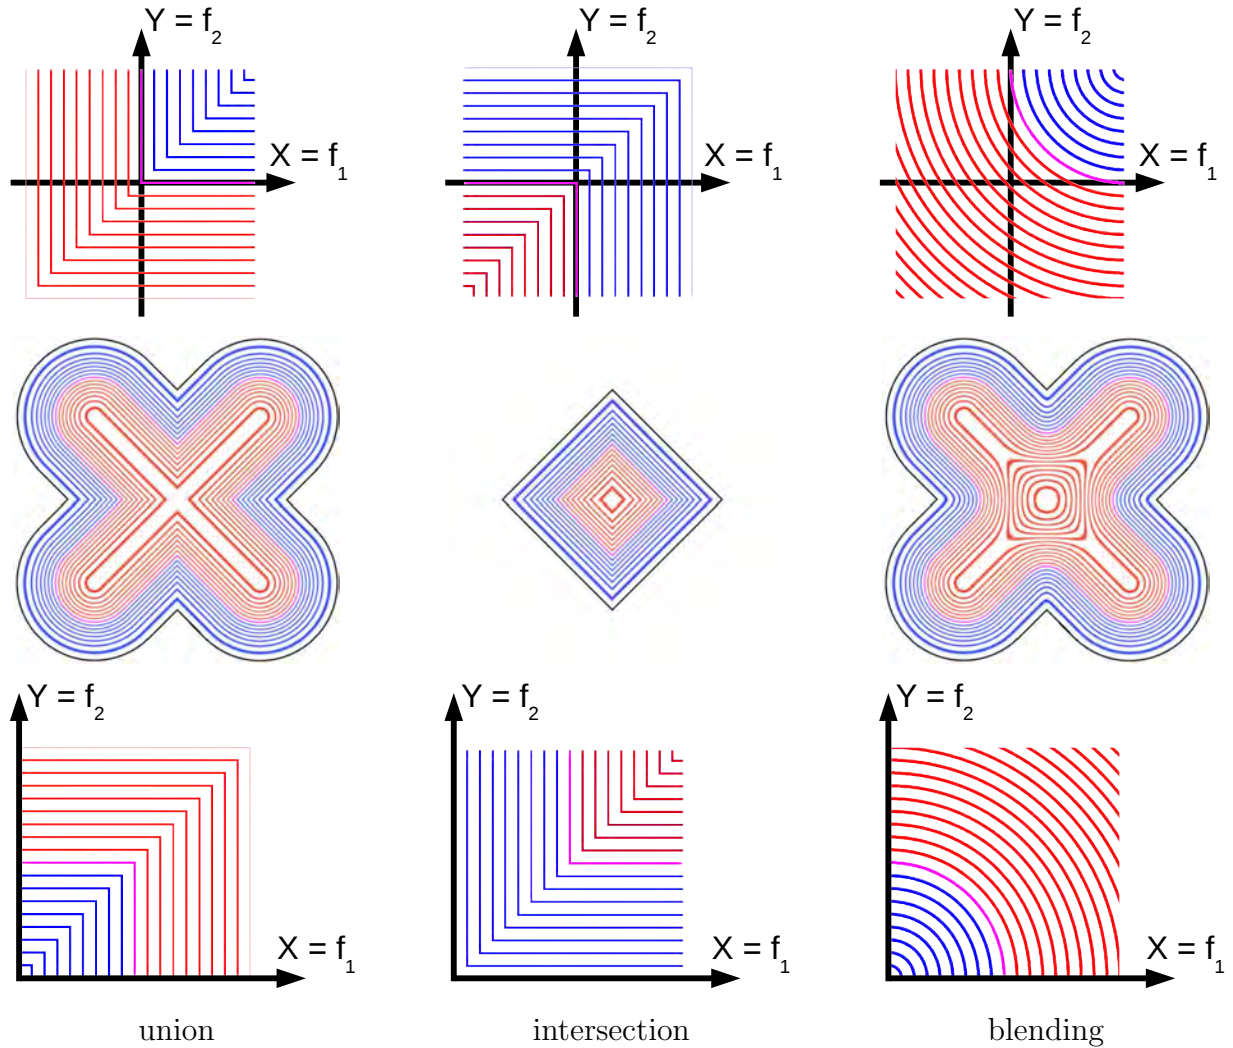 Y = f2
Y = f2
Y = f2
X = f1
X = f1
X = f1
Y = f2
Y = f2
Y = f2
X = f1
X = f1
X = f1
union
intersection
blending